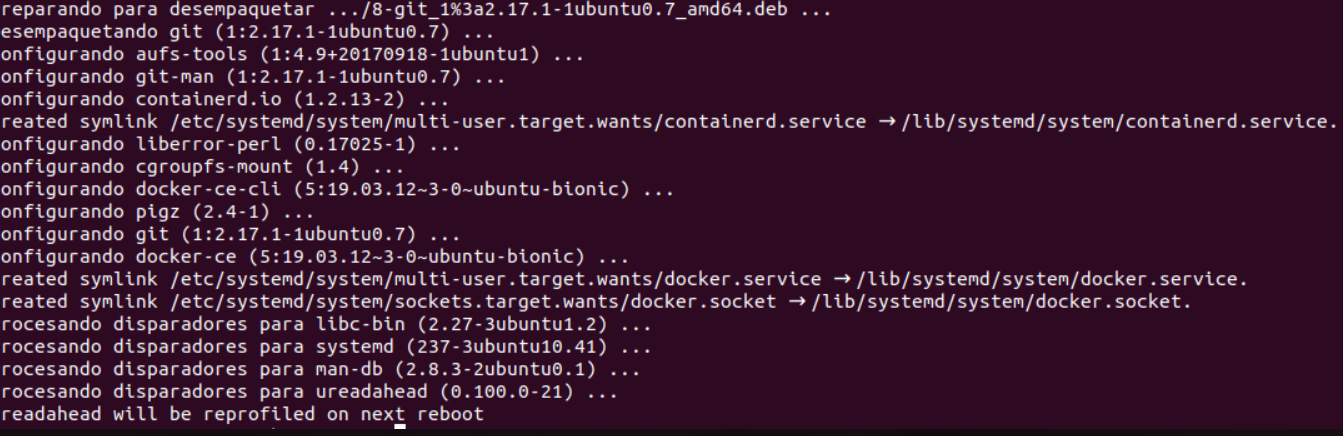 reparando para desempaquetar .../8-git_1%3a2.17.1-1ubuntu0.7_amd64.deb ...
esempaquetando git (1:2.17.1-1ubuntu0.7) ...
onfigurando aufs-tools (1:4.9+20170918-1ubuntu1) ...
onfigurando git-man (1:2.17.1-1ubuntu0.7) ...
onfigurando containerd.io (1.2.13-2) ...
reated symlink /etc/systemd/system/multi-user.target.wants/containerd.service → /lib/systemd/system/containerd.service.
onfigurando liberror-perl (0.17025-1) ...
onfigurando cgroupfs-mount (1.4) ...
onfigurando docker-ce-cli (5:19.03.12~3-0~ubuntu-bionic) ...
onfigurando pigz (2.4-1) ...
onfigurando git (1:2.17.1-1ubuntu0.7) ...
onfigurando docker-ce (5:19.03.12~3-0~ubuntu-bionic) ...
reated symlink /etc/systemd/system/multi-user.target.wants/docker.service → /lib/systemd/system/docker.service.
reated symlink /etc/systemd/system/sockets.target.wants/docker.socket → /lib/systemd/system/docker.socket.
rocesando disparadores para libc-bin (2.27-3ubuntu1.2) ...
rocesando disparadores para systemd (237-3ubuntu10.41) ...
rocesando disparadores para man-db (2.8.3-2ubuntu0.1) ...
rocesando disparadores para ureadahead (0.100.0-21) ...
readahead will be reprofiled on next reboot